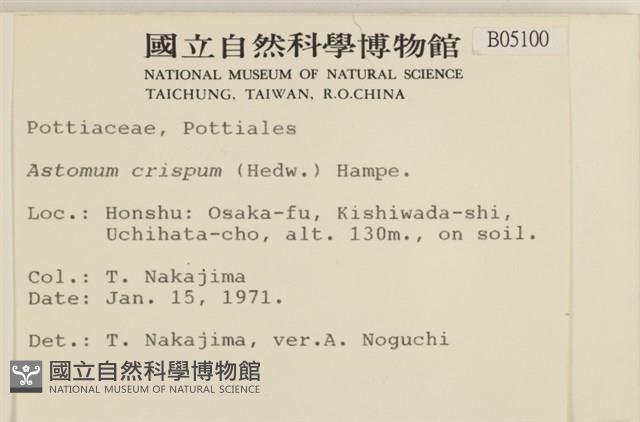 國立自然科學博物館
B05100
NATIONAL MUSEUM OF NATURAL SCIENCE
TAICHUNG, TAIWAN, R.O.CHINA
Pottiaceae, Pottiales
Astomum crispum (Hedw.) Hampe.
Loc.: Honshu: Osaka-fu, Kishiwada-shi,
Uchihata-cho, alt. 130m., on soil.
Col.: T. Nakajima
Date: Jan. 15, 1971.
Det.: T. Nakajima, ver.A. Noguchi
國立自然科學博物館
NATIONAL MUSEUM OF NATURAL SCIENCE